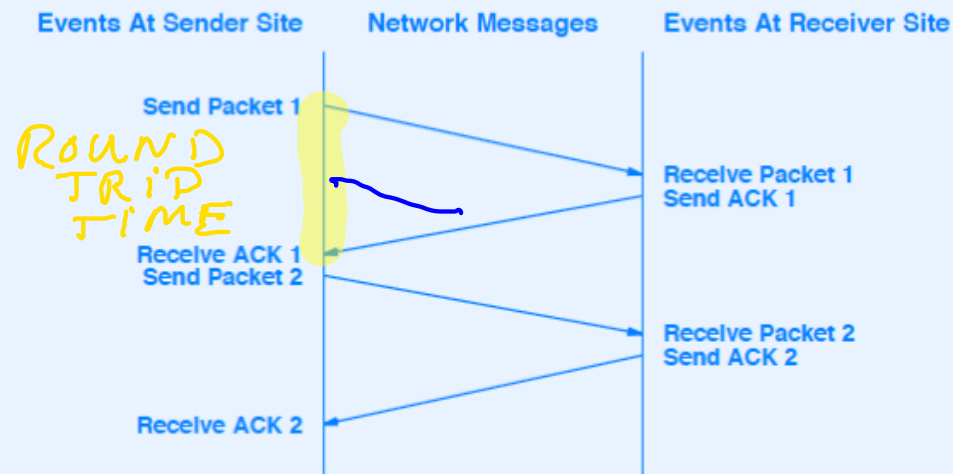 Events At Sender Site
Network Messages
Events At Receiver Site
Send Packet 1
ROUND
TRIP
TIME
Receive Packet 1
Send ACK 1
Receive ACK 1
Send Packet 2
Receive Packet 2
Send ACK 2
Receive ACK 2